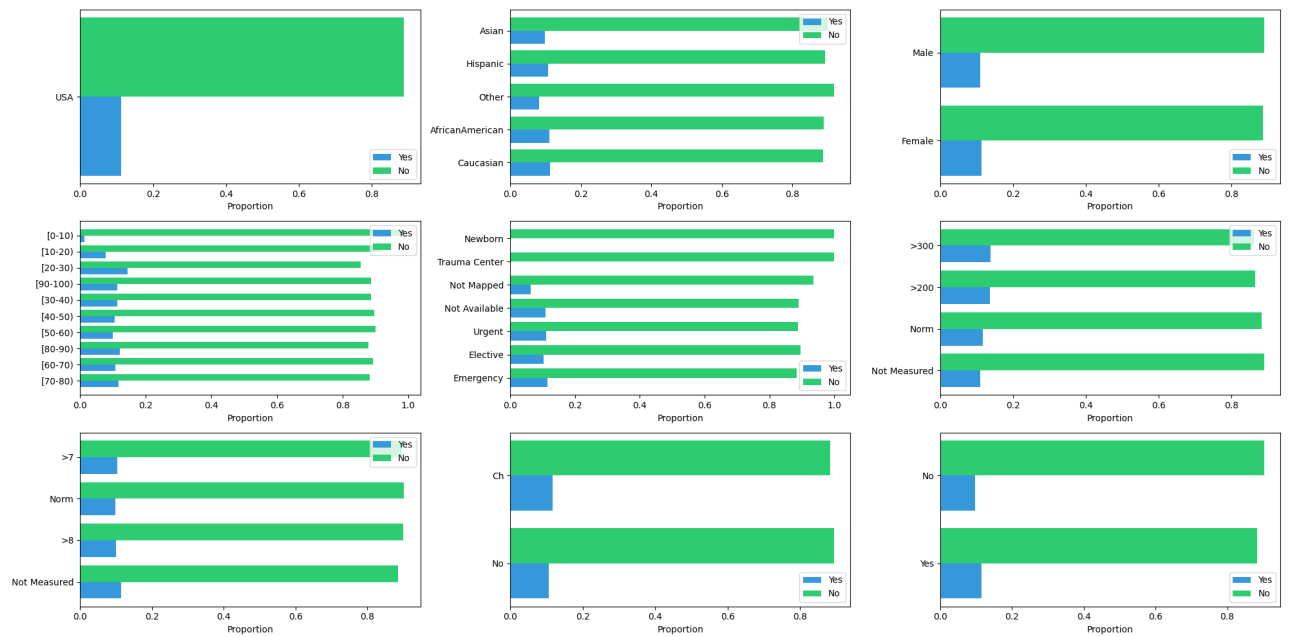 USA
Yes
No
0.0 0.2 0.4 0.6 0.8
Proportion
Asian
Hispanic
Other
AfricanAmerican
Caucasian
Yes
No
0.0 0.2 0.4 0.6 0.8
Proportion
Male
Female
Yes
No
0.0 0.2 0.4 0.6 0.8
Proportion
[0-10)
[10-20)
[20-30)
[90-100)
[30-40)
[40-50)
[50-60)
[80-90)
[60-70)
[70-80)
Yes
No
0.0 0.2 0.4 0.6 0.8 1.0
Proportion
Newborn
Trauma Center
Not Mapped
Not Available
Urgent
Elective
Emergency
Yes
No
0.0 0.2 0.4 0.6 0.8 1.0
Proportion
>300
>200
Norm
Not Measured
Yes
No
0.0 0.2 0.4 0.6 0.8
Proportion
>7
Norm
>8
Not Measured
Yes
No
0.0 0.2 0.4 0.6 0.8
Proportion
Ch
No
Yes
No
0.0 0.2 0.4 0.6 0.8
Proportion
No
Yes
Yes
No
0.0 0.2 0.4 0.6 0.8
Proportion